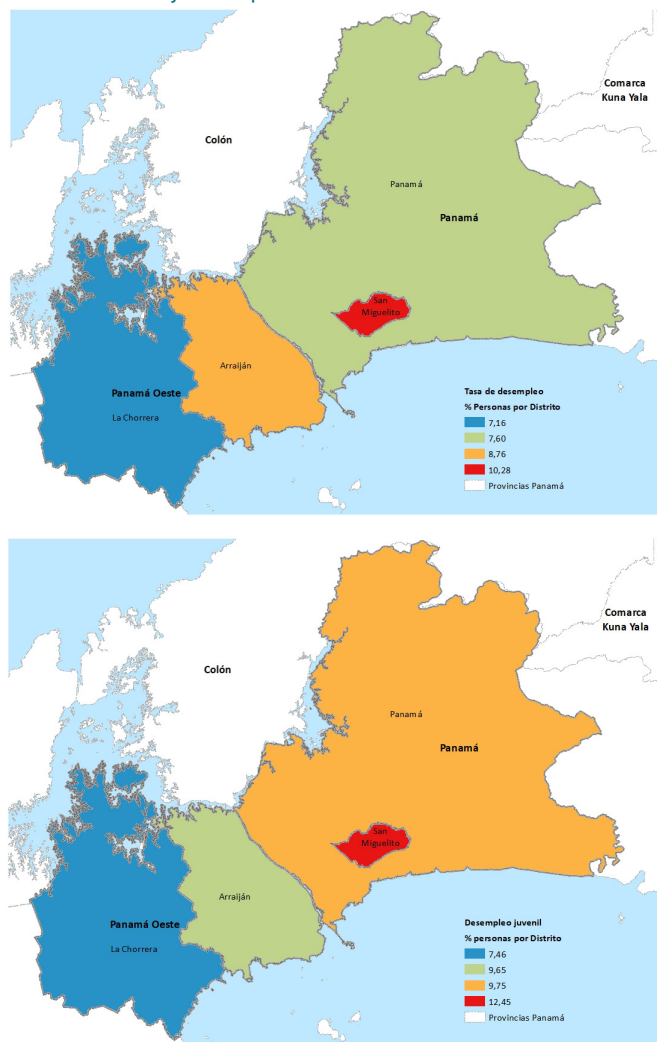 Comarca
Kuna Yala
Colón
Panamá
Panamá
San
Miguelito
Arraiján
Panamá Oeste
La Chorrera
Tasa de desempleo
% Personas por Distrito
7,16
7,60
8,76
10,28
Provincias Panamá
Comarca
Kuna Yala
Colón
Panamá
Panamá
San
Miguelito
Arraiján
Panamá Oeste
La Chorrera
Desempleo juvenil
% personas por Distrito
7,46
9,65
9,75
12,45
Provincias Panamá